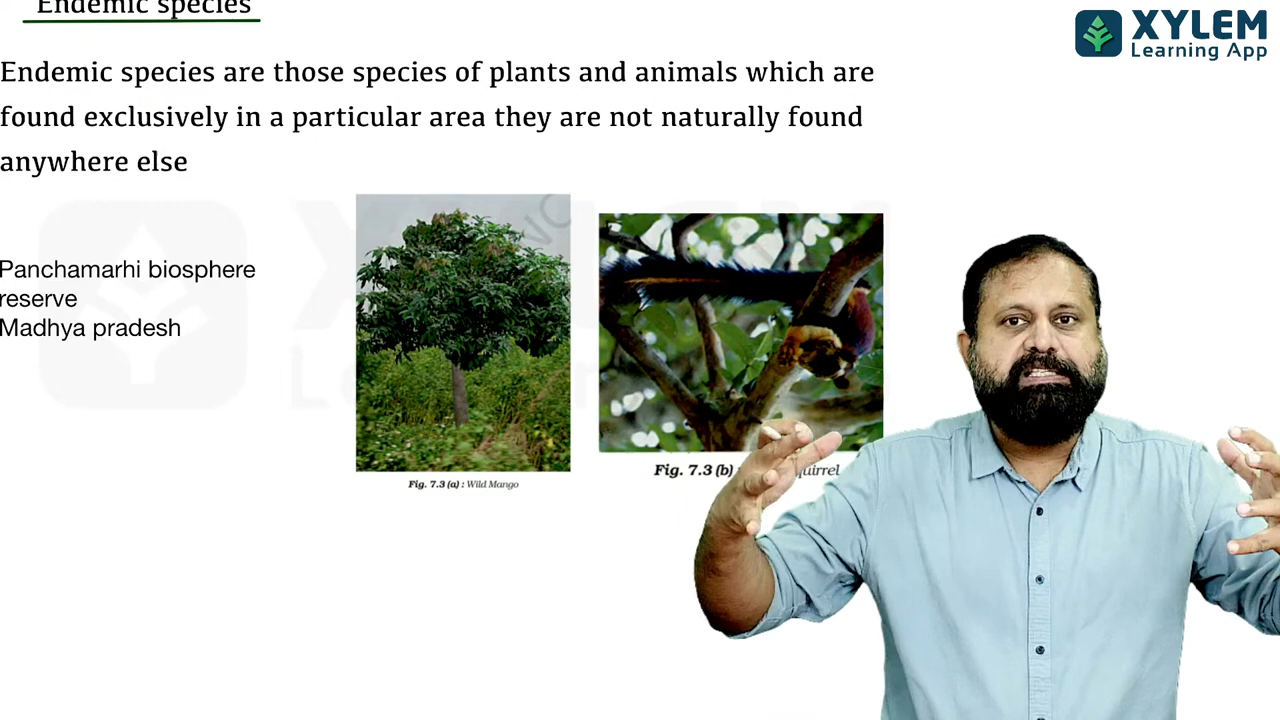 Endemic species
XYLEM
Learning App
Endemic species are those species of plants and animals which are
found exclusively in a particular area they are not naturally found
anywhere else
Panchamarhi biosphere
reserve
Madhya pradesh
Fig. 7.3 (a) : Wild Mango
Fig. 7.3 (b)